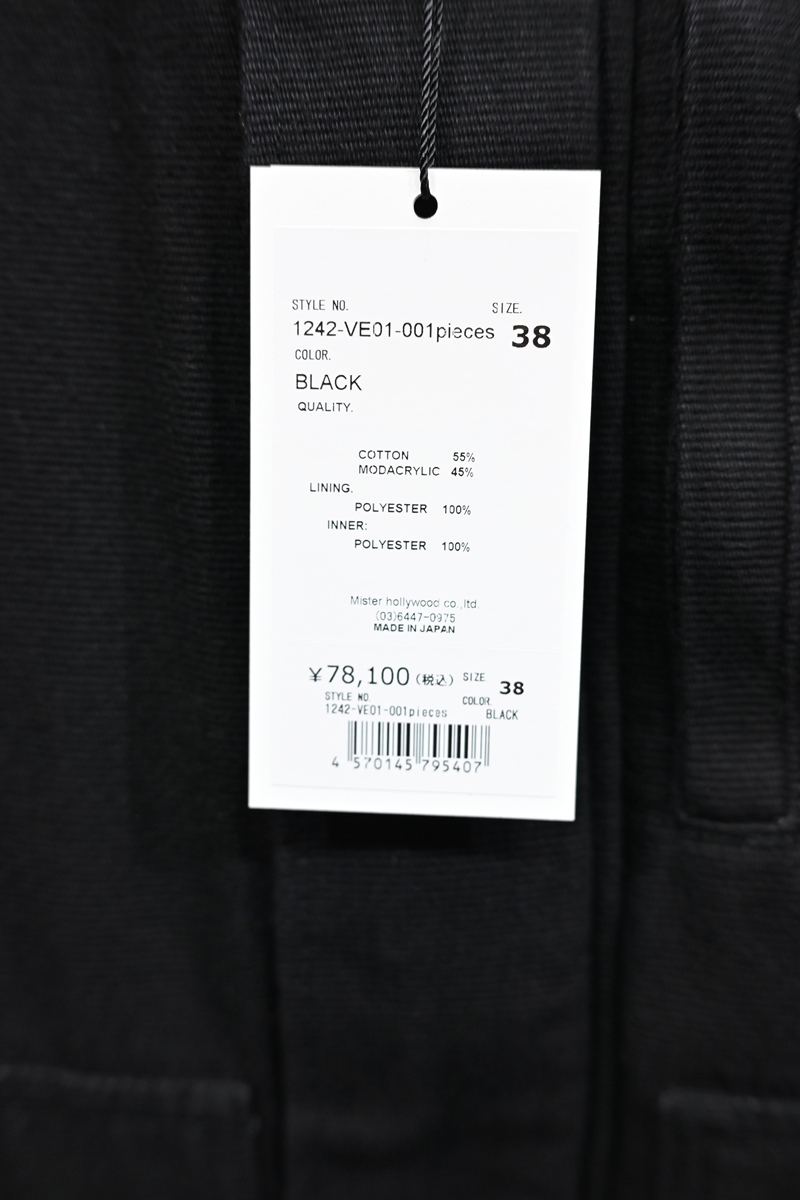 STYLE NO. SIZE.
1242-VE01-001pieces 38
COLOR.
BLACK
QUALITY.
COTTON 55%
MODACRYLIC 45%
LINING.
POLYESTER 100%
INNER:
POLYESTER 100%
Mister hollywood co.,ltd.
(03)6447-0975
MADE IN JAPAN
¥78,100(税込) SIZE 38
STYLE NO. COLOR.
1242-VE01-001pieces BLACK
4 570145 795407